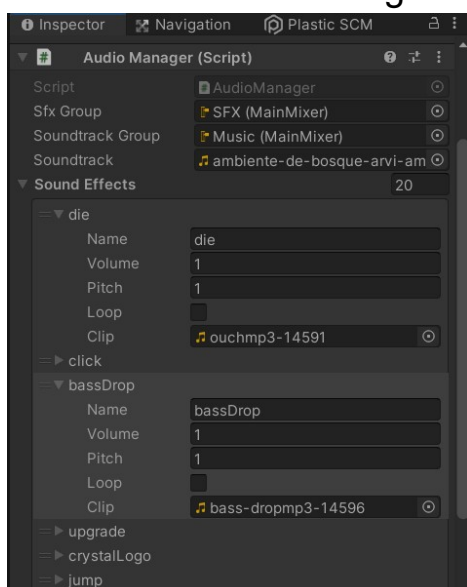 Inspector Navigation Plastic SCM
# Audio Manager (Script)
Script AudioManager
Sfx Group SFX (MainMixer)
Soundtrack Group Music (MainMixer)
Soundtrack ambiente-de-bosque-arvi-am
Sound Effects 20
die
Name die
Volume 1
Pitch 1
Loop
Clip ouchmp3-14591
click
bassDrop
Name bassDrop
Volume 1
Pitch 1
Loop
Clip bass-dropmp3-14596
upgrade
crystalLogo
jump